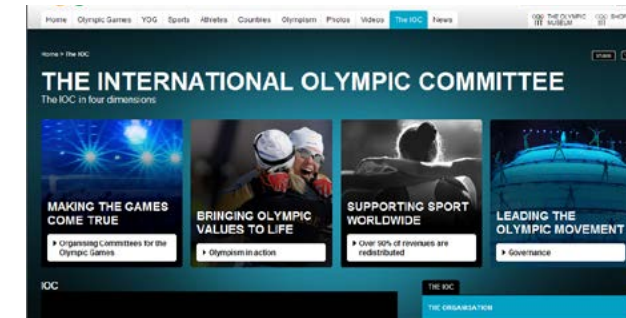 Home Olympic Games YOG Sports Athletes Countries Olympism Photos Videos The IOC News
THE OLYMPIC MUSEUM
SHOP
Home > The IOC
THE INTERNATIONAL OLYMPIC COMMITTEE
The IOC in four dimensions
MAKING THE GAMES
COME TRUE
Organising Committees for the
Olympic Games
BRINGING OLYMPIC
VALUES TO LIFE
Olympism in action
SUPPORTING SPORT
WORLDWIDE
Over 90% of revenues are
redistributed
LEADING THE
OLYMPIC MOVEMENT
Governance
IOC
THE IOC
THE ORGANISATION